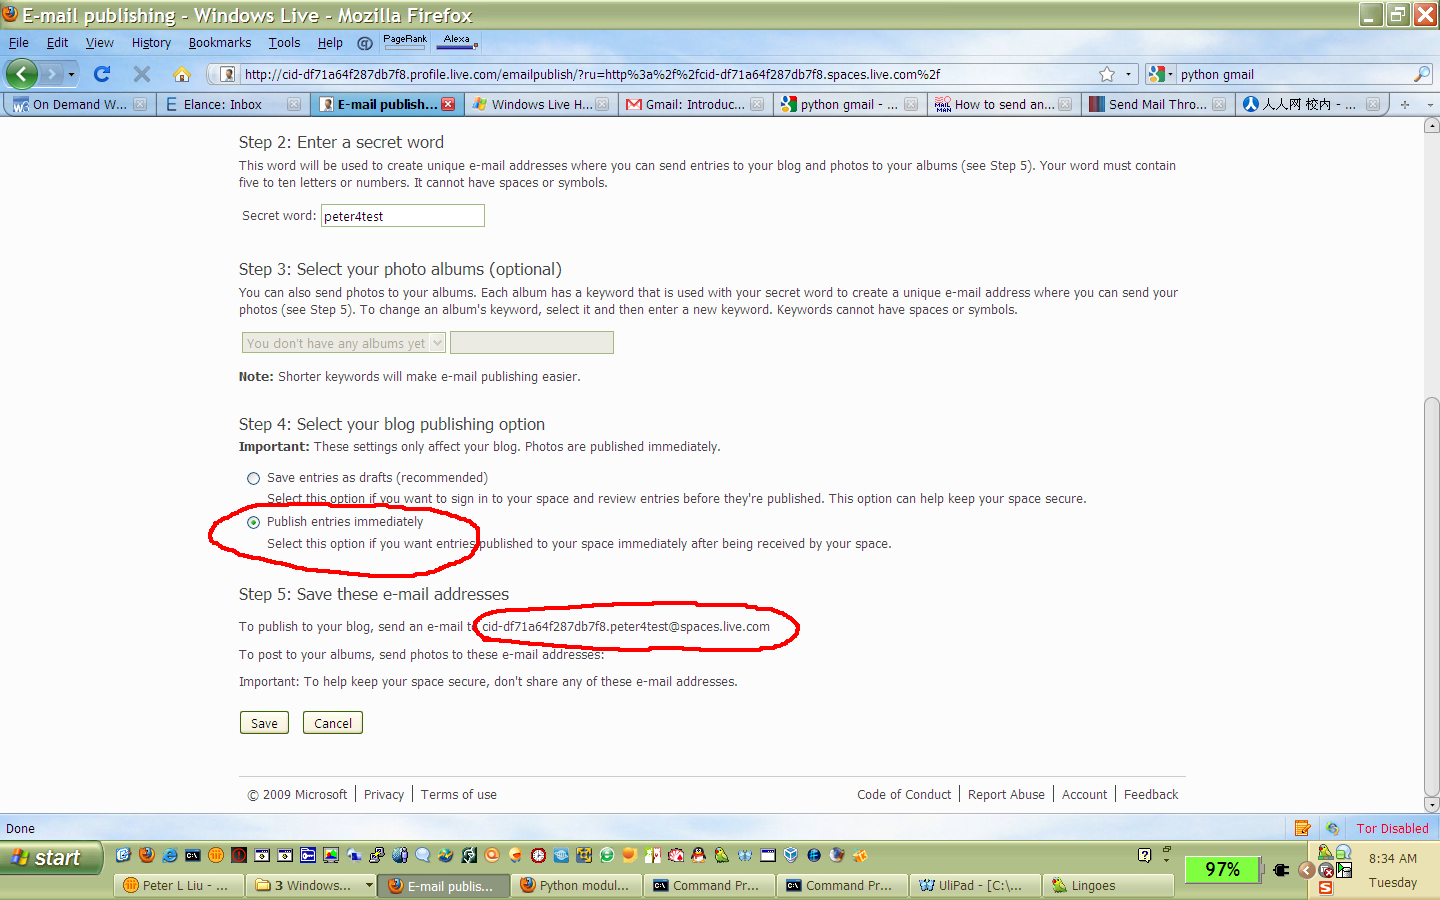 E-mail publishing - Windows Live - Mozilla Firefox
File Edit View History Bookmarks Tools Help @ PageRank Alexa
http://cid-df71a64f287db7f8.profile.live.com/emailpublish/?ru=http%3a%2f%2fcid-df71a64f287db7f8.spaces.live.com%2f
python gmail
On Demand W... Elance: Inbox E-mail publish... Windows Live H... Gmail: Introduc... python gmail - ... How to send an... Send Mail Thro... 人人网 校内 - ...
Step 2: Enter a secret word
This word will be used to create unique e-mail addresses where you can send entries to your blog and photos to your albums (see Step 5). Your word must contain
five to ten letters or numbers. It cannot have spaces or symbols.
Secret word: peter4test
Step 3: Select your photo albums (optional)
You can also send photos to your albums. Each album has a keyword that is used with your secret word to create a unique e-mail address where you can send your
photos (see Step 5). To change an album's keyword, select it and then enter a new keyword. Keywords cannot have spaces or symbols.
You don't have any albums yet
Note: Shorter keywords will make e-mail publishing easier.
Step 4: Select your blog publishing option
Important: These settings only affect your blog. Photos are published immediately.
Save entries as drafts (recommended)
Select this option if you want to sign in to your space and review entries before they're published. This option can help keep your space secure.
Publish entries immediately
Select this option if you want entries published to your space immediately after being received by your space.
Step 5: Save these e-mail addresses
To publish to your blog, send an e-mail to cid-df71a64f287db7f8.peter4test@spaces.live.com
To post to your albums, send photos to these e-mail addresses:
Important: To help keep your space secure, don't share any of these e-mail addresses.
Save Cancel
© 2009 Microsoft Privacy Terms of use Code of Conduct Report Abuse Account Feedback
Done Tor Disabled
start 97% 8:34 AM
Peter L Liu - ... 3 Windows... E-mail publis... Python modul... Command Pr... Command Pr... UliPad - [C:\... Lingoes Tuesday